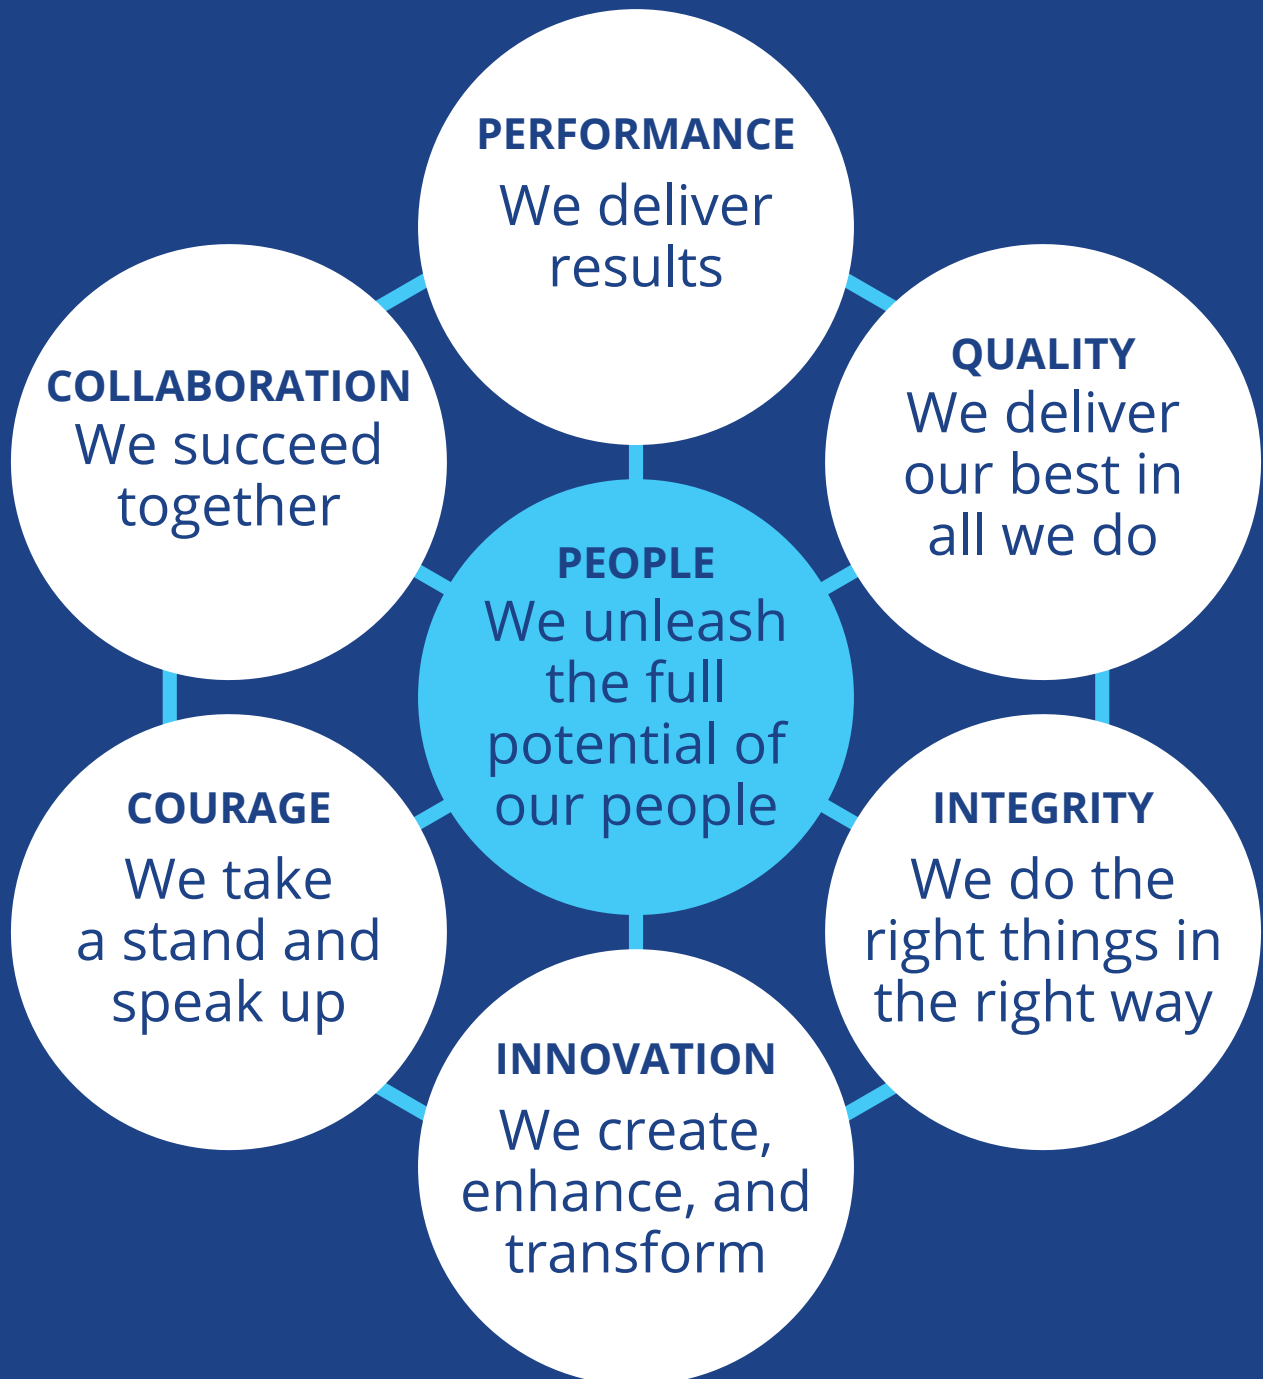 PERFORMANCE
We deliver
results
COLLABORATION
We succeed
together
QUALITY
We deliver
our best in
all we do
PEOPLE
We unleash
the full
potential of
our people
COURAGE
We take
a stand and
speak up
INTEGRITY
We do the
right things in
the right way
INNOVATION
We create,
enhance, and
transform